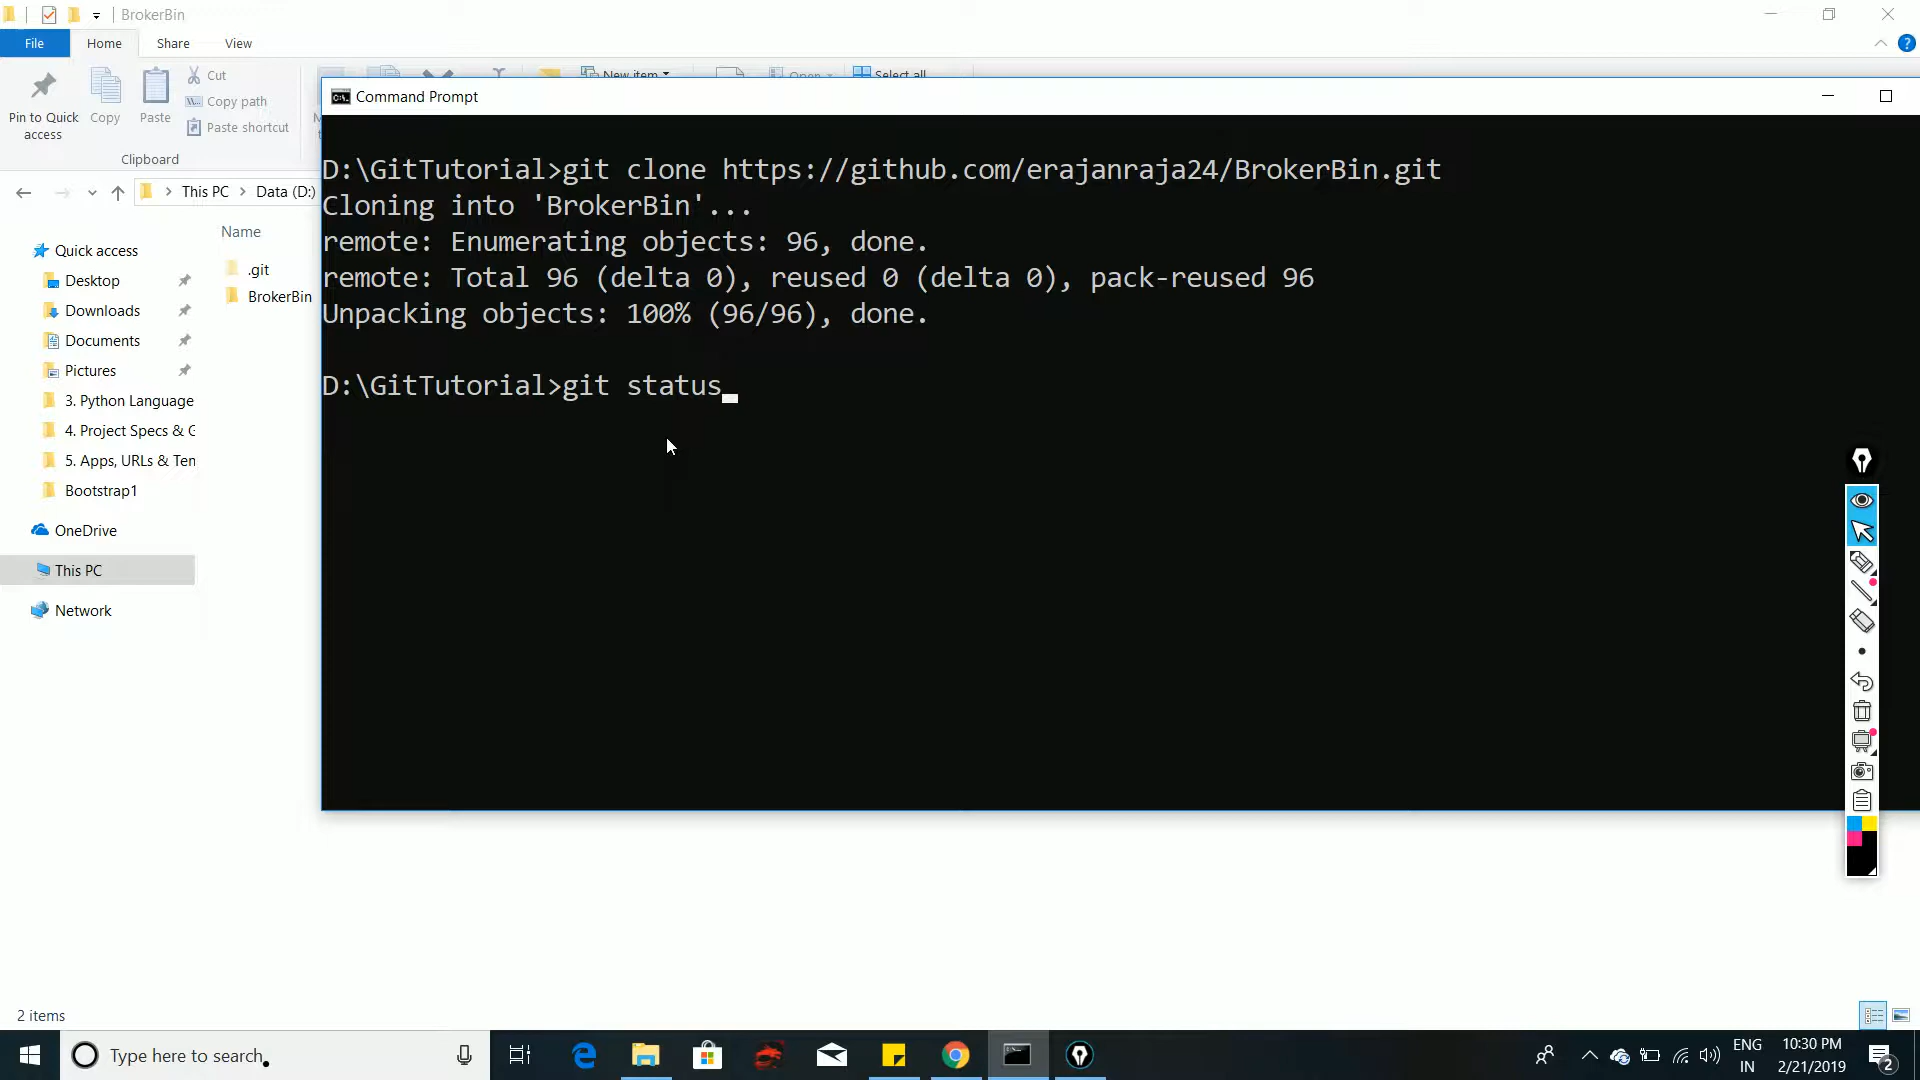 BrokerBin
File Home Share View
New item Open Select all
Cut
Copy path
Paste shortcut
Pin to Quick access
Copy
Paste
Clipboard
This PC Data (D:)
Name
.git
BrokerBin
Quick access
Desktop
Downloads
Documents
Pictures
3. Python Language
4. Project Specs & G
5. Apps, URLs & Ten
Bootstrap1
OneDrive
This PC
Network
2 items
Command Prompt
D:\GitTutorial>git clone https://github.com/erajanraja24/BrokerBin.git
Cloning into 'BrokerBin'...
remote: Enumerating objects: 96, done.
remote: Total 96 (delta 0), reused 0 (delta 0), pack-reused 96
Unpacking objects: 100% (96/96), done.
D:\GitTutorial>git status
Type here to search
ENG
IN
10:30 PM
2/21/2019
2